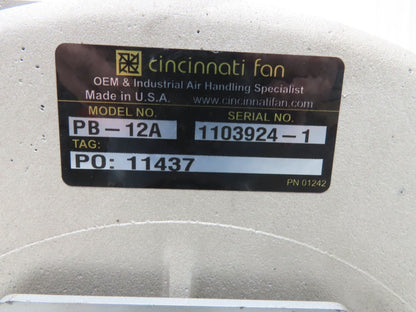 cincinnati fan
OEM & Industrial Air Handling Specialist
Made in U.S.A. www.cincinnatifan.com
MODEL NO. SERIAL NO.
PB-12A 1103924-1
TAG:
PO: 11437
PN 01242